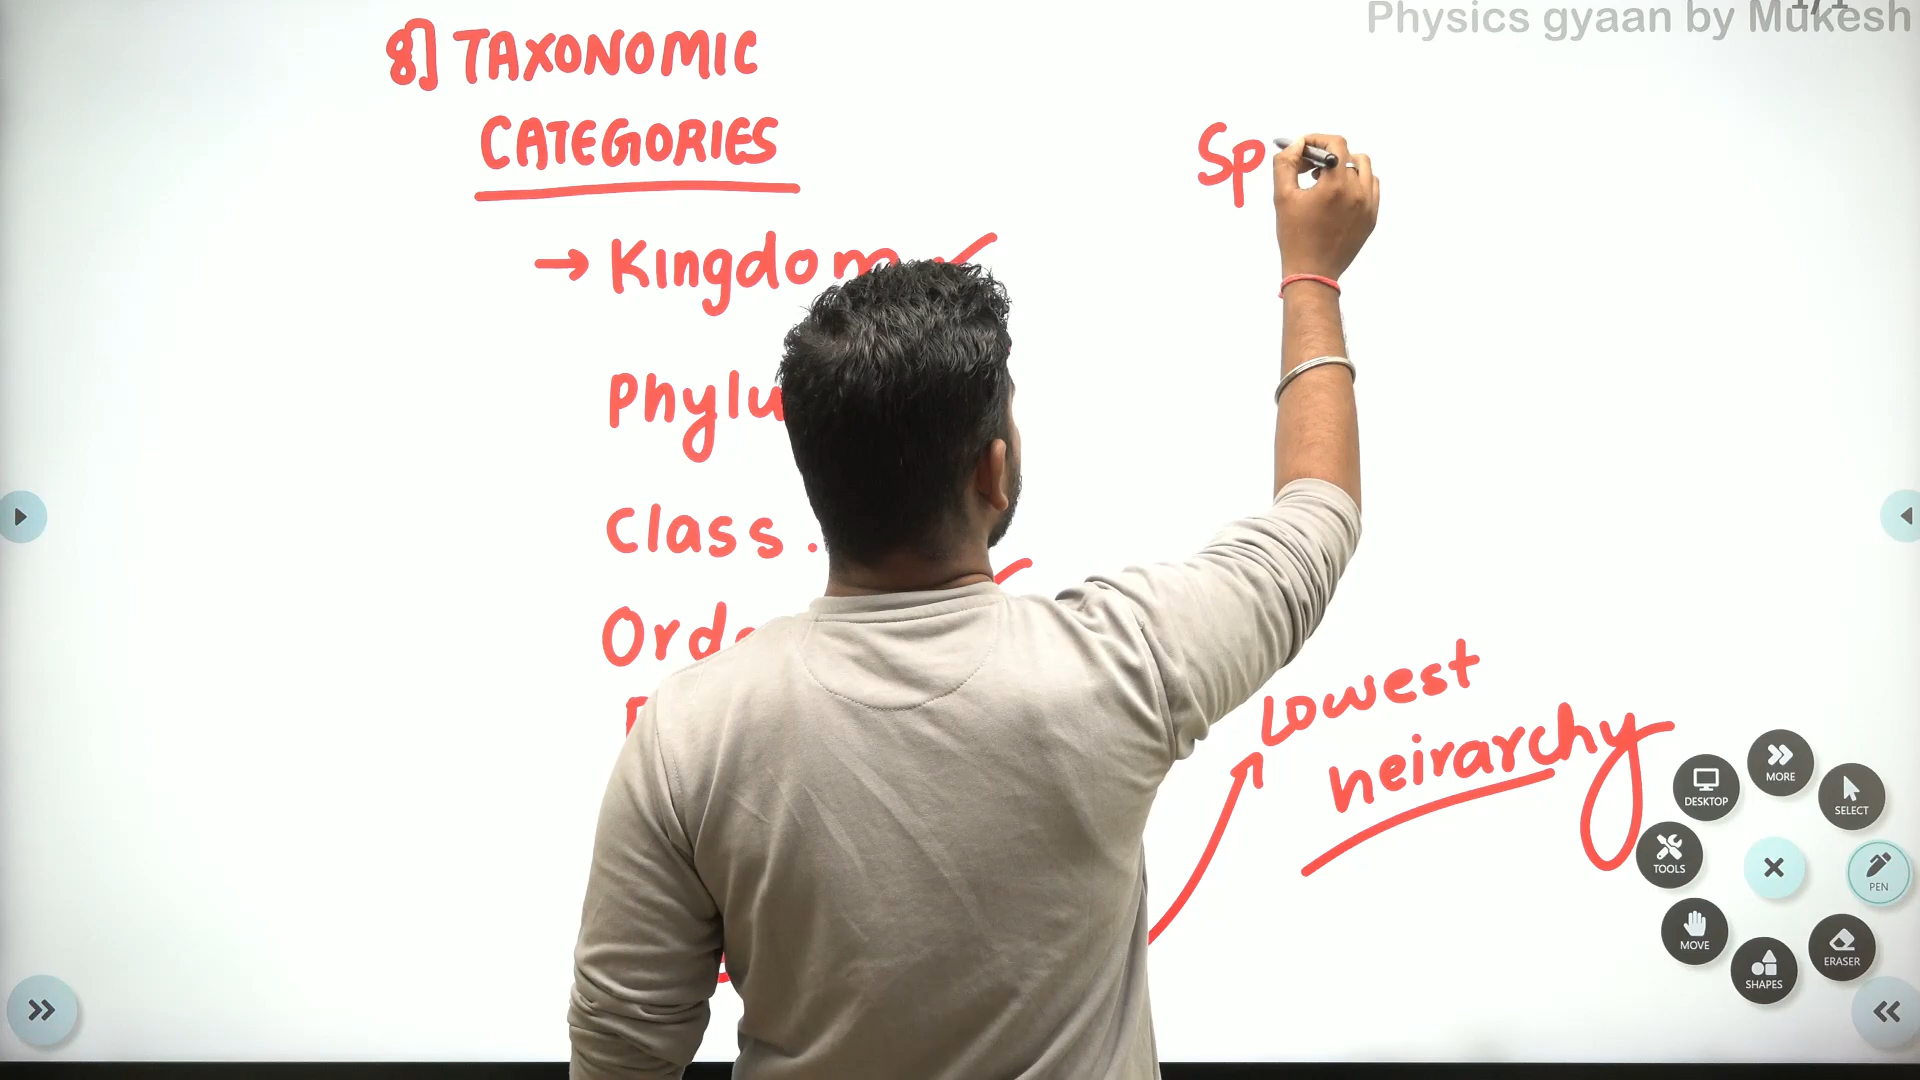 Physics gyaan by Mukesh
8] TAXONOMIC
CATEGORIES
Sp
→ Kingdom
Phylu
Class.
Orde
Lowest
heirarchy
DESKTOP
MORE
SELECT
TOOLS
PEN
MOVE
SHAPES
ERASER